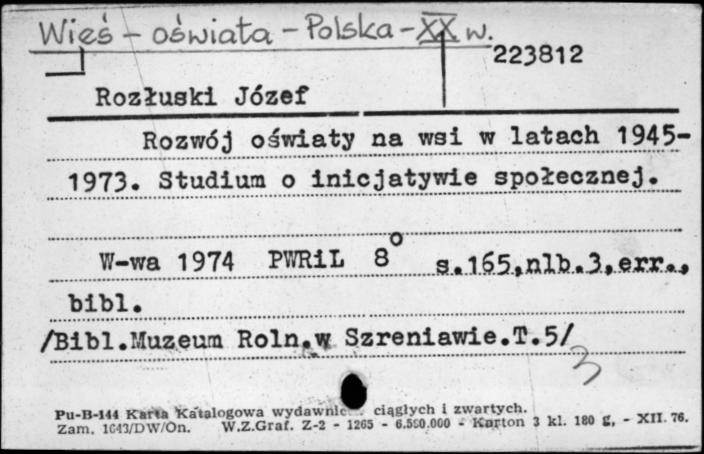 Wieś - oświata - Polska - XX w.
223812
Rozłuski Józef
Rozwój oświaty na wsi w latach 1945-
1973. Studium o inicjatywie społecznej.
W-wa 1974 PWRiL 8° s.165,nlb.3,err.,
bibl.
/Bibl.Muzeum Roln.w Szreniawie.T.5/
3
Pu-B-144 Karta Katalogowa wydawnic ciągłych i zwartych.
Zam. 1643/DW/On. W.Z.Graf. Z-2 - 1265 - 6.500.000 - Karton 3 kl. 180 g, - XII. 76.